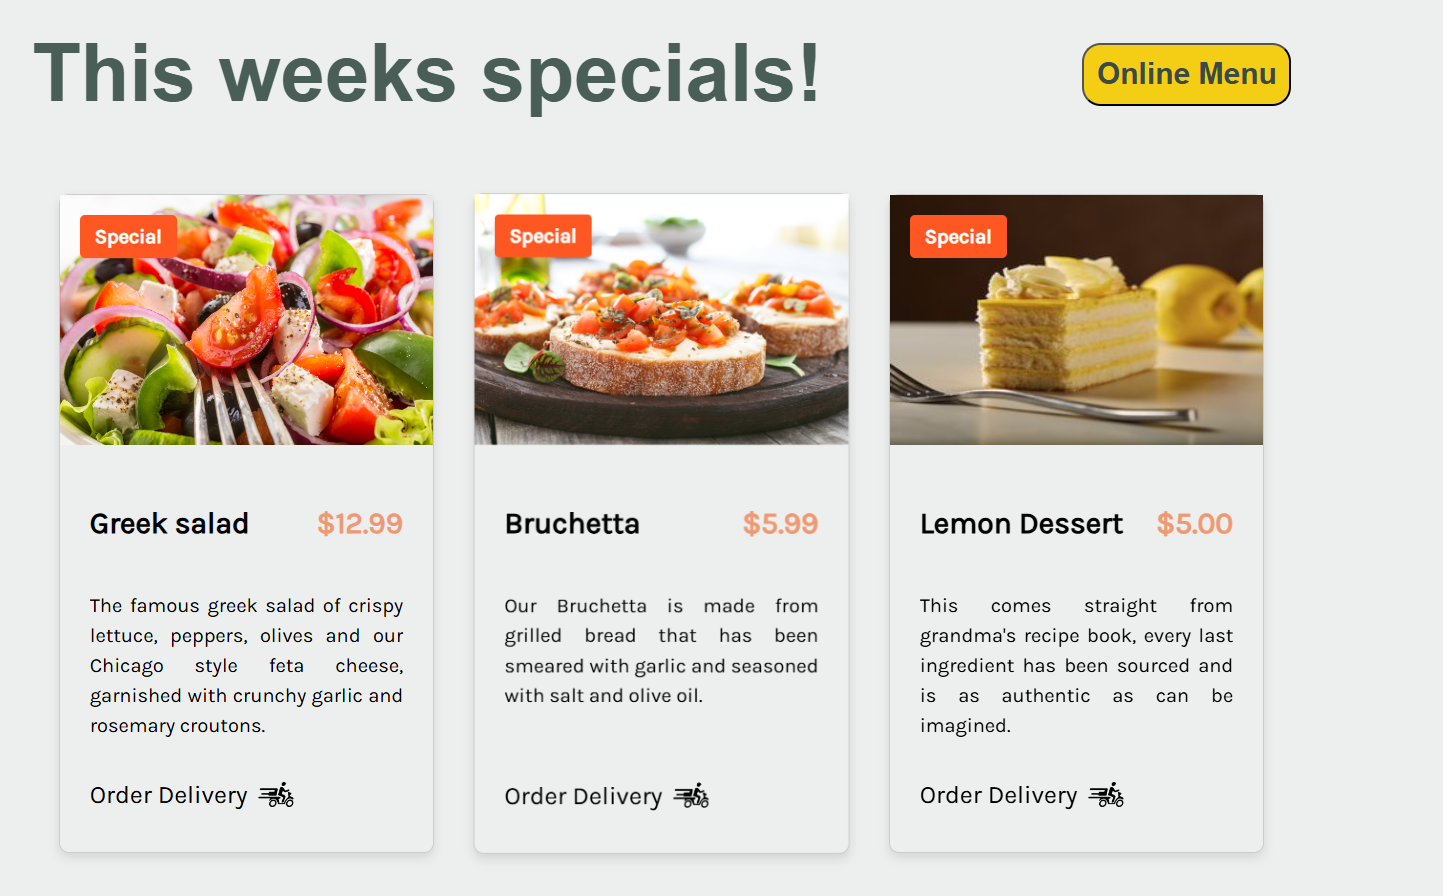 This weeks specials!
Online Menu
Special
Greek salad
$12.99
The famous greek salad of crispy
lettuce, peppers, olives and our
Chicago style feta cheese,
garnished with crunchy garlic and
rosemary croutons.
Order Delivery
Special
Bruchetta
$5.99
Our Bruchetta is made from
grilled bread that has been
smeared with garlic and seasoned
with salt and olive oil.
Order Delivery
Special
Lemon Dessert
$5.00
This comes straight from
grandma's recipe book, every last
ingredient has been sourced and
is as authentic as can be
imagined.
Order Delivery